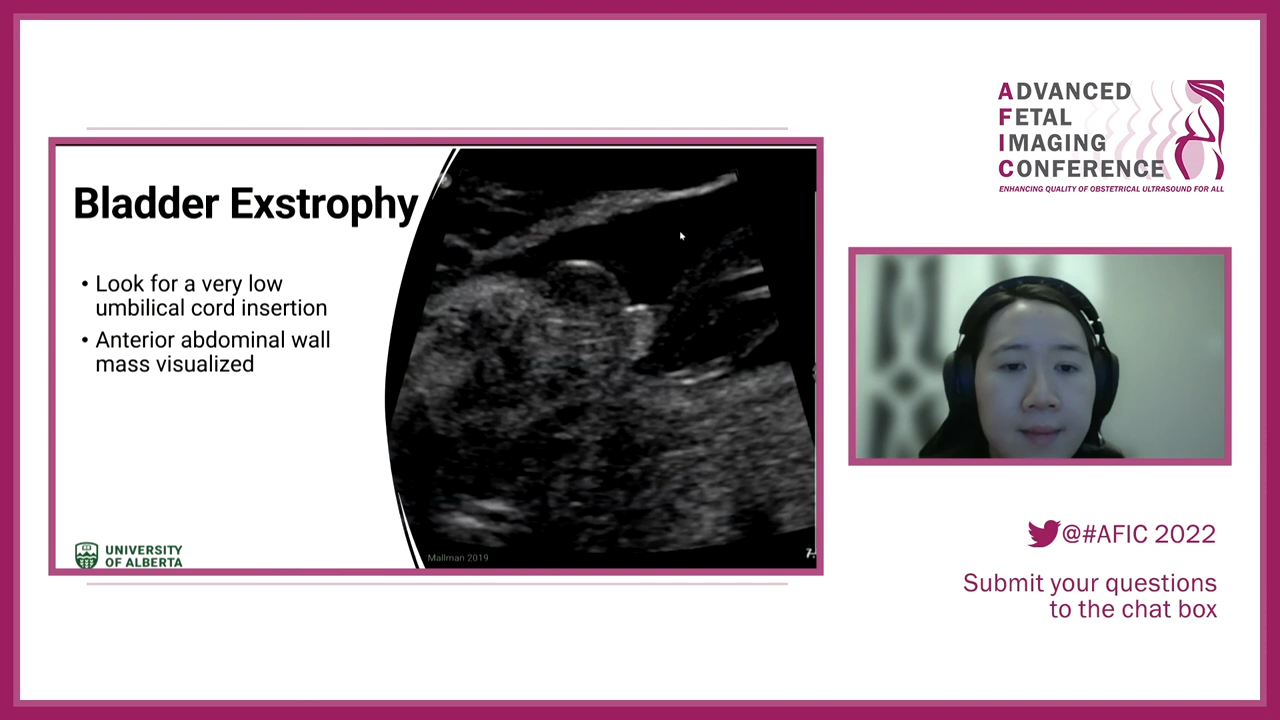 Bladder Exstrophy
• Look for a very low
umbilical cord insertion
• Anterior abdominal wall
mass visualized
UNIVERSITY
OF ALBERTA
Mallman 2019
ADVANCED
FETAL
IMAGING
CONFERENCE
ENHANCING QUALITY OF OBSTETRICAL ULTRASOUND FOR ALL
@#AFIC 2022
Submit your questions
to the chat box